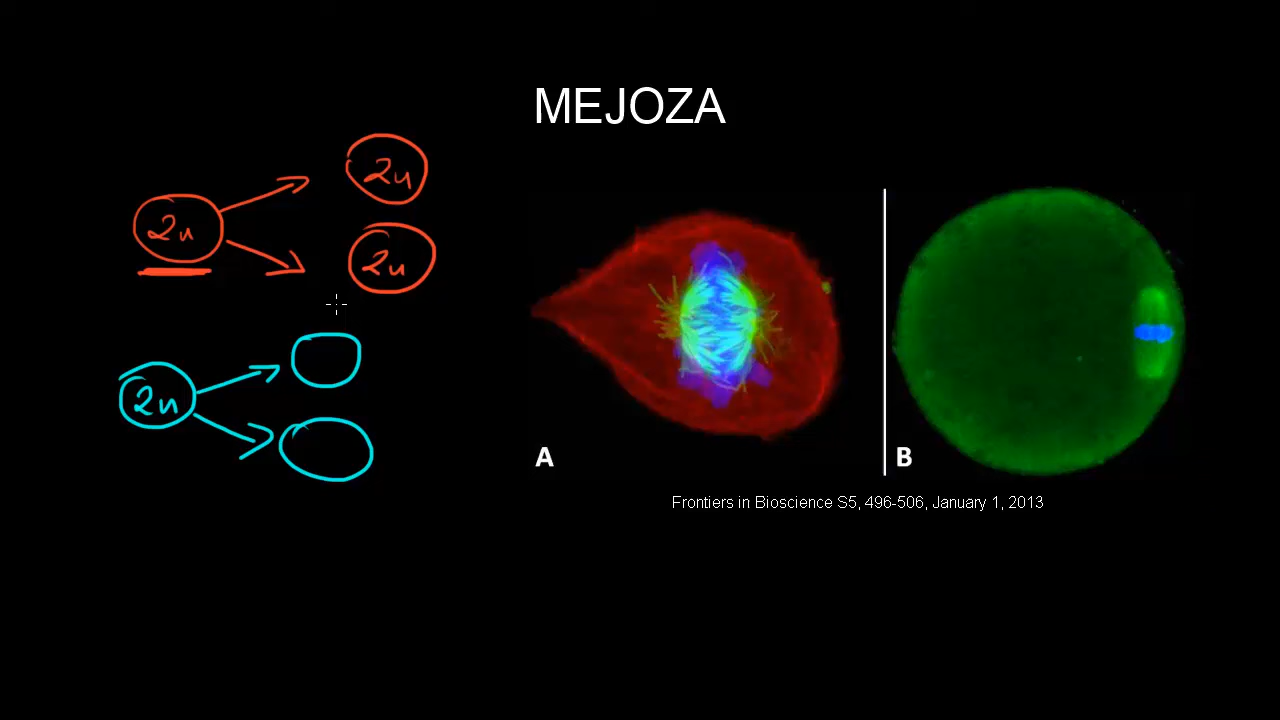 MEJOZA
2n
2n
2n
2n
A
B
Frontiers in Bioscience S5, 496-506, January 1, 2013